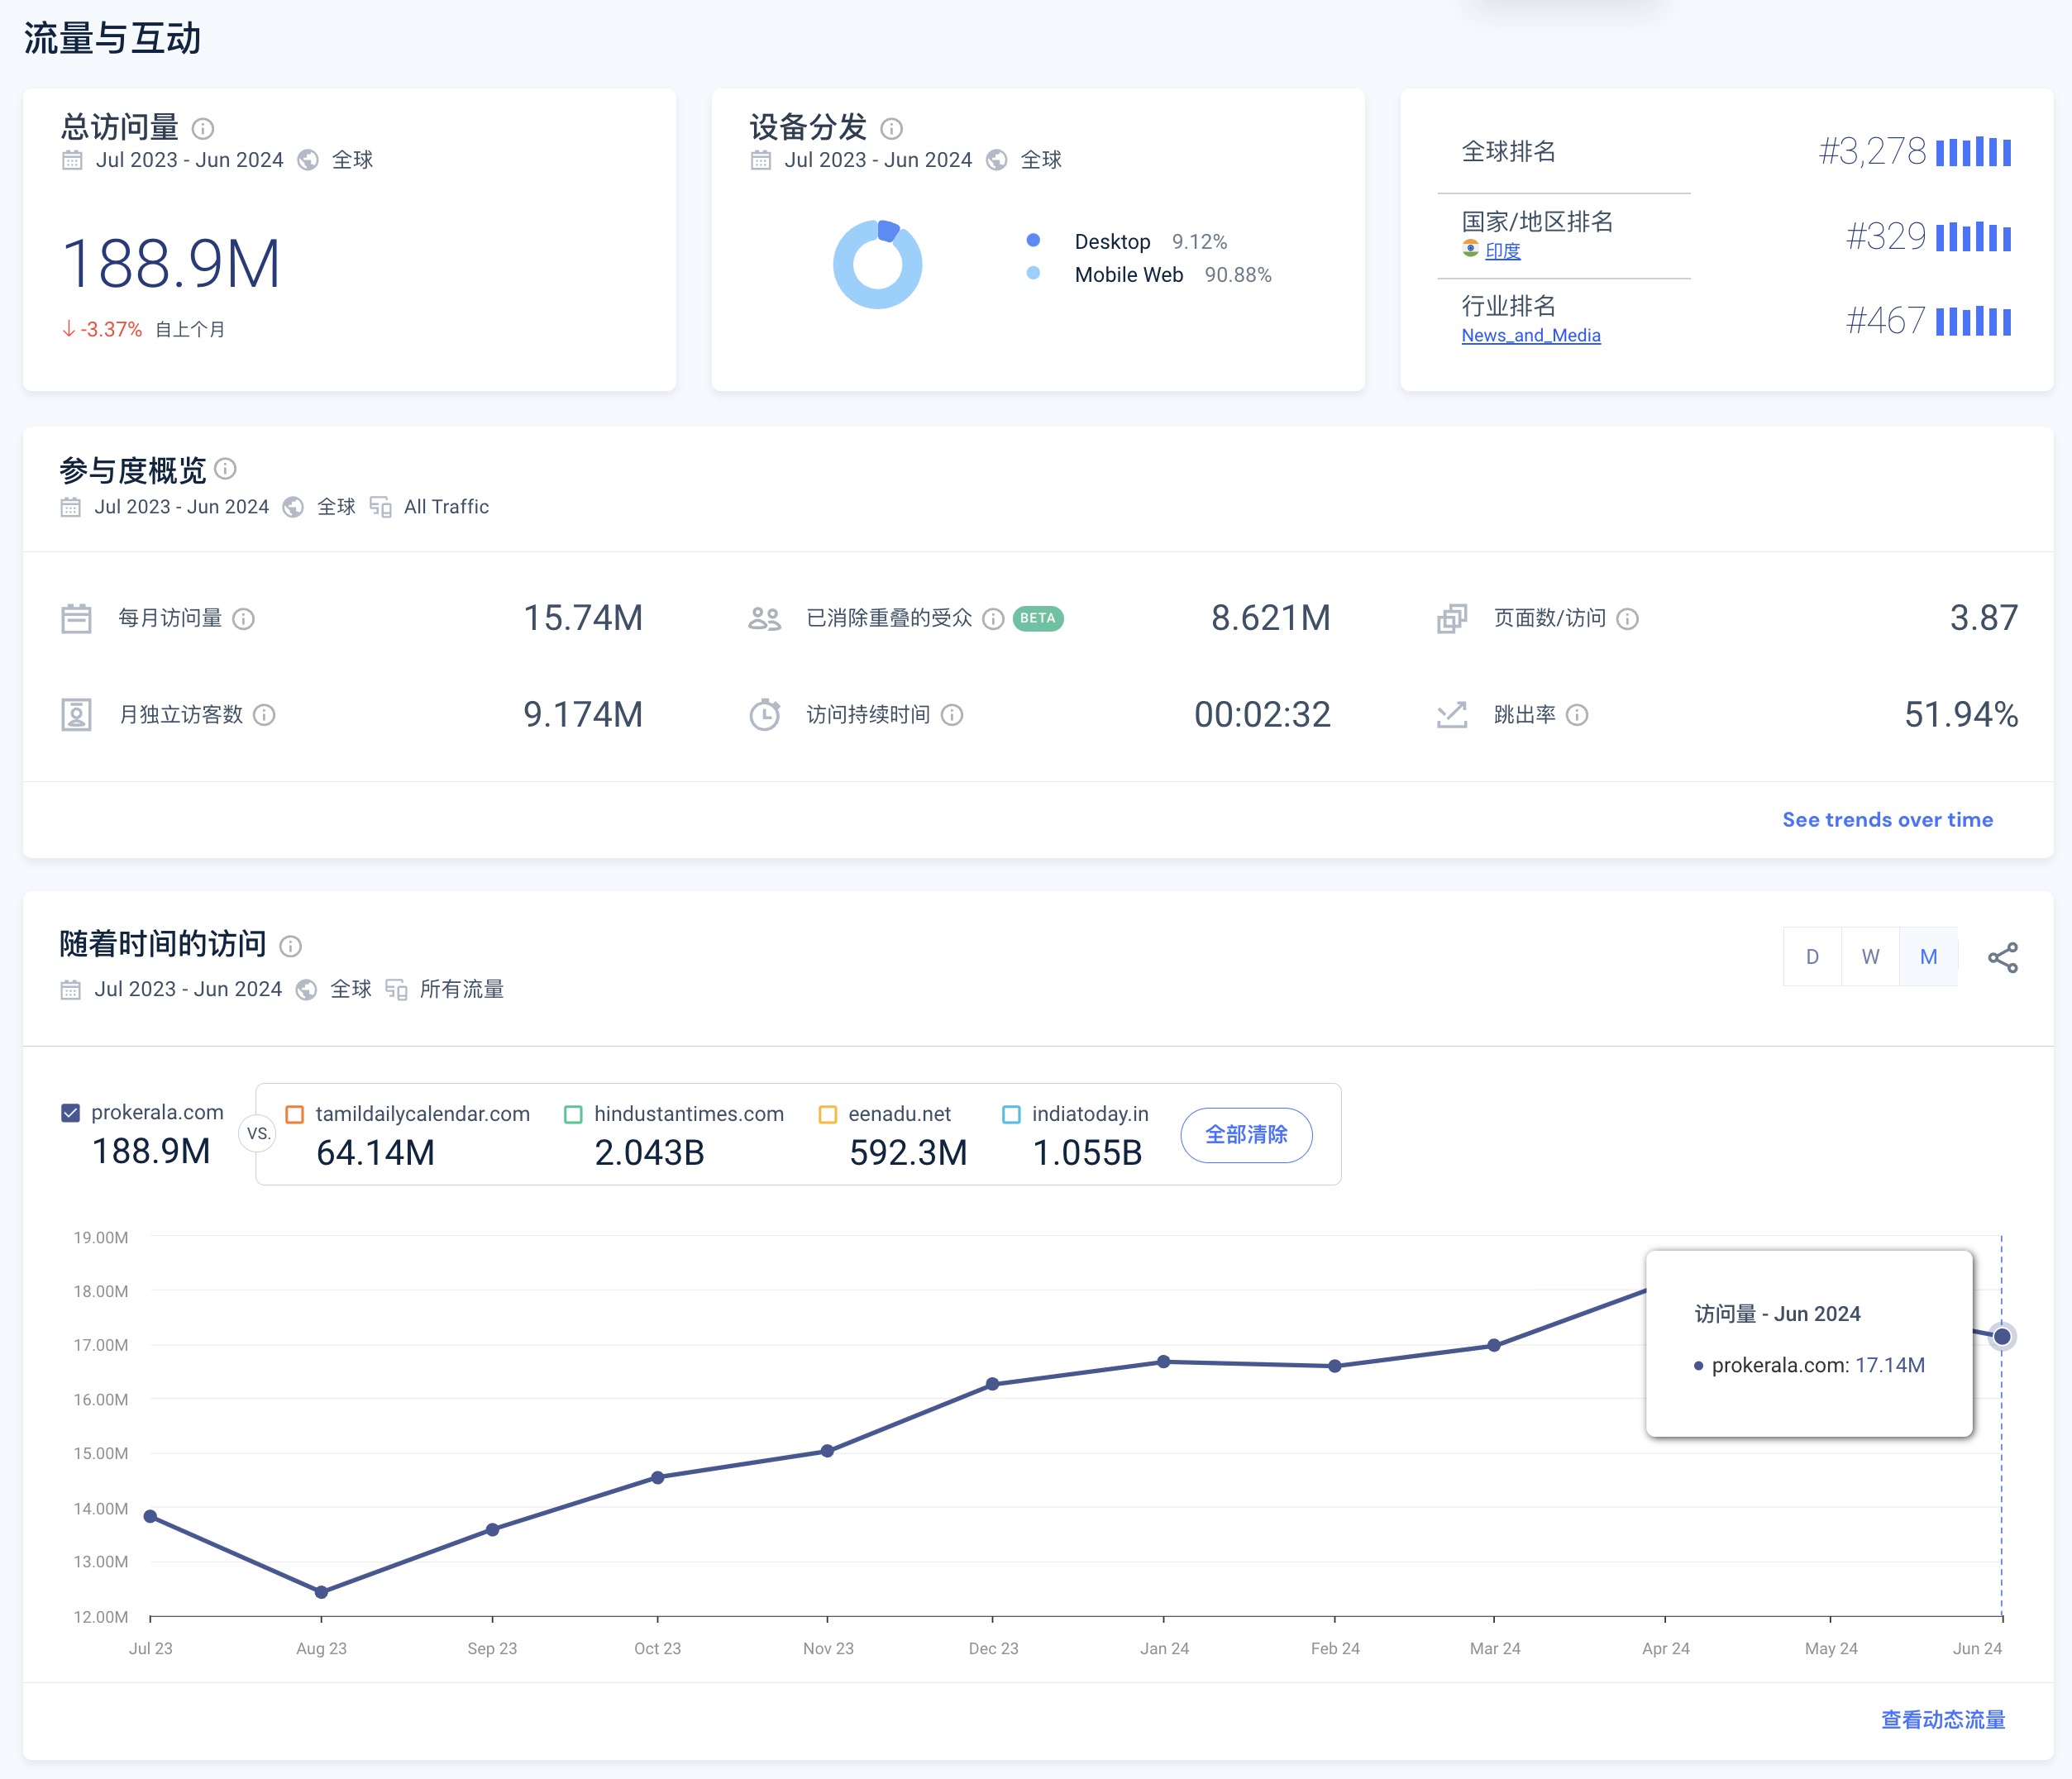 流量与互动
总访问量
Jul 2023 - Jun 2024 全球
188.9M
-3.37% 自上个月
设备分发
Jul 2023 - Jun 2024 全球
Desktop 9.12%
Mobile Web 90.88%
全球排名 #3,278
国家/地区排名 #329
印度
行业排名 #467
News_and_Media
参与度概览
Jul 2023 - Jun 2024 全球 All Traffic
每月访问量 15.74M
已消除重叠的受众 BETA 8.621M
页面数/访问 3.87
月独立访客数 9.174M
访问持续时间 00:02:32
跳出率 51.94%
See trends over time
随着时间的访问
Jul 2023 - Jun 2024 全球 所有流量
D W M
prokerala.com
188.9M
VS.
tamildailycalendar.com
64.14M
hindustantimes.com
2.043B
eenadu.net
592.3M
indiatoday.in
1.055B
全部清除
19.00M
18.00M
17.00M
16.00M
15.00M
14.00M
13.00M
12.00M
访问量 - Jun 2024
prokerala.com: 17.14M
Jul 23 Aug 23 Sep 23 Oct 23 Nov 23 Dec 23 Jan 24 Feb 24 Mar 24 Apr 24 May 24 Jun 24
查看动态流量